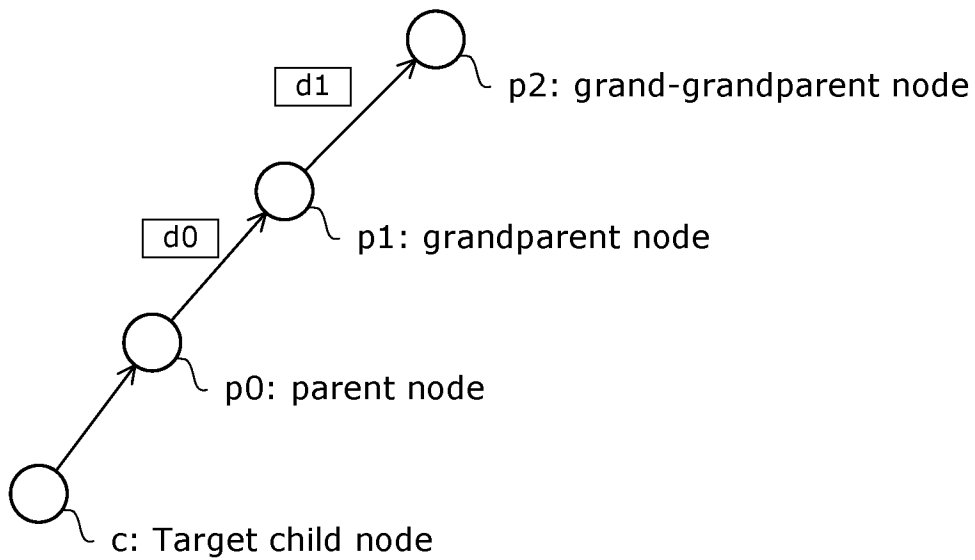 d1
p2: grand-grandparent node
d0
p1: grandparent node
p0: parent node
c: Target child node